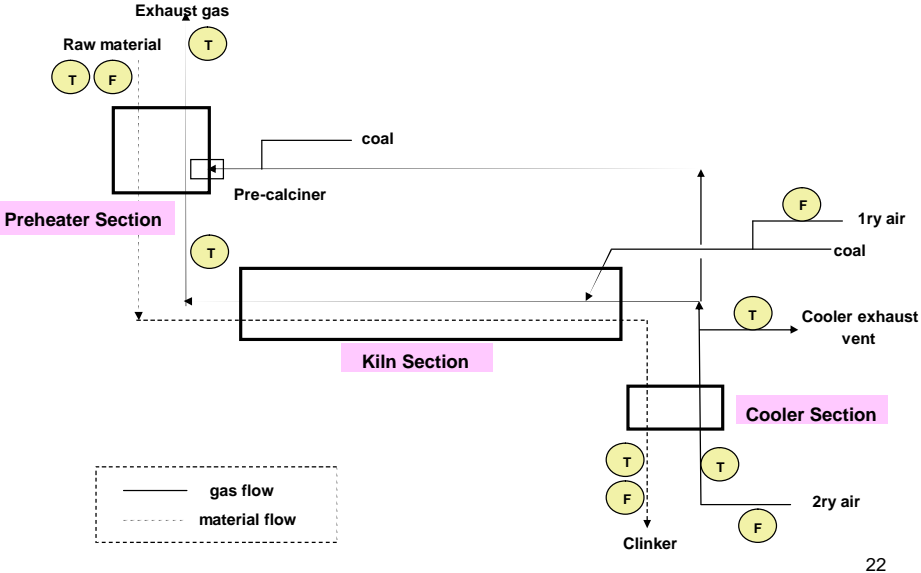 Exhaust gas
T
Raw material
T F
coal
Pre-calciner
F
1ry air
Preheater Section
T
coal
T
Cooler exhaust
vent
Kiln Section
Cooler Section
T
T
F
gas flow
2ry air
material flow
F
Clinker
22